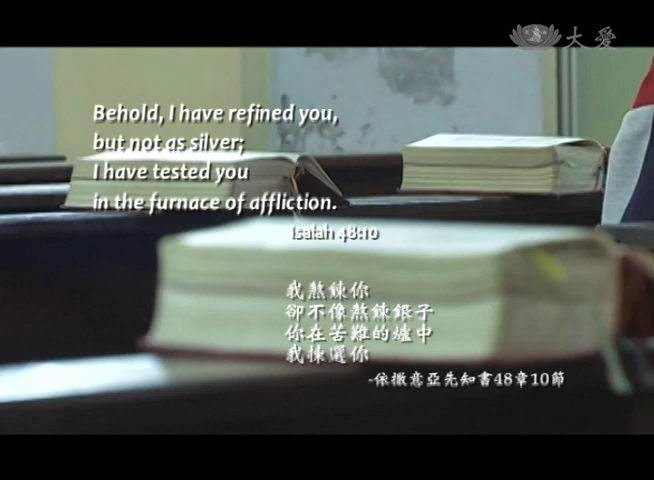 大愛
Behold, I have refined you,
but not as silver;
I have tested you
in the furnace of affliction.
Isaiah 48:10
我熬鍊你
卻不像熬鍊銀子
你在苦難的爐中
我揀選你
-依撒意亞先知書48章10節